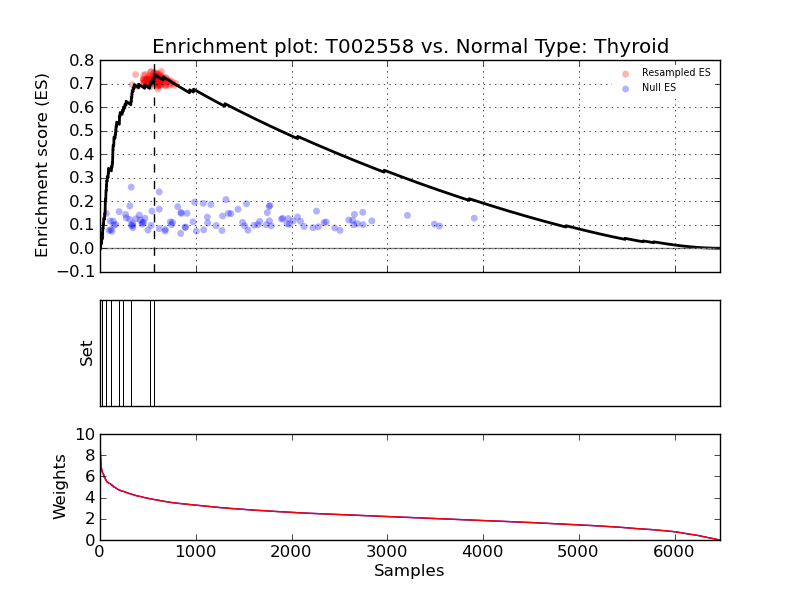 Enrichment plot: T002558 vs. Normal Type: Thyroid
Enrichment score (ES)
0.8
0.7
0.6
0.5
0.4
0.3
0.2
0.1
0.0
−0.1
Resampled ES
Null ES
Set
Weights
10
8
6
4
2
0
0 1000 2000 3000 4000 5000 6000
Samples